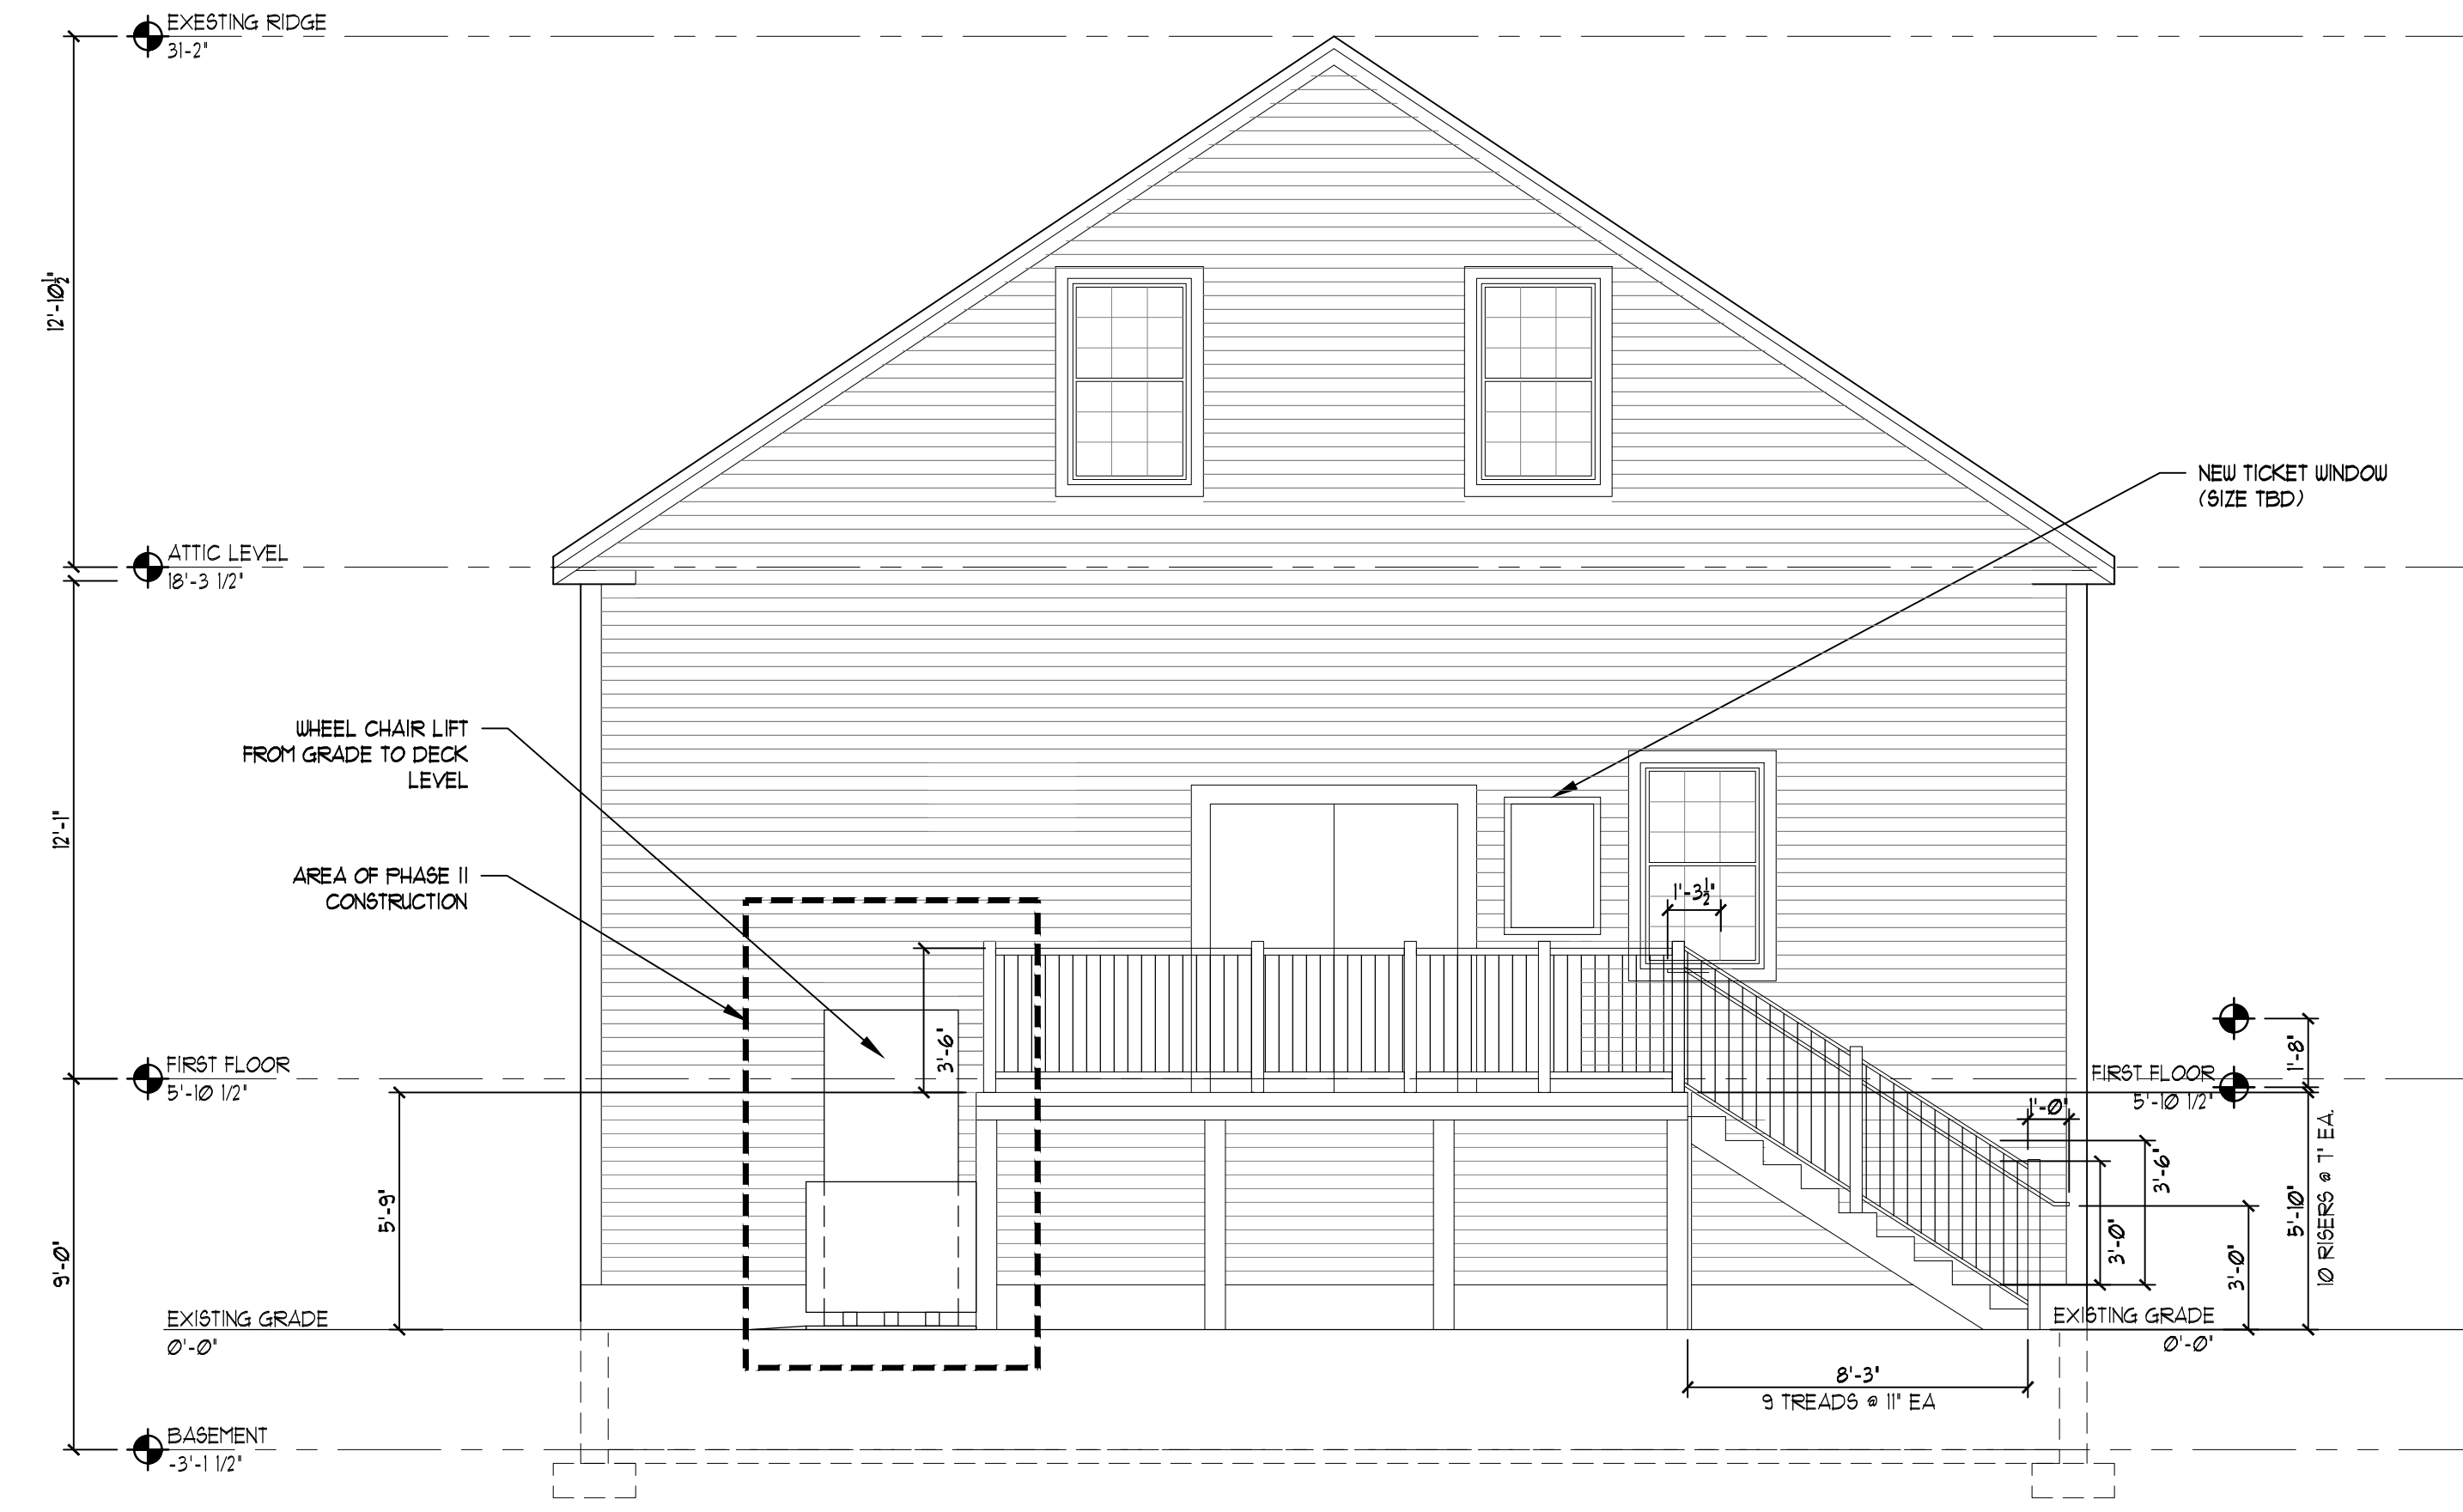 EXESTING RIDGE
31-2"
12'-10½"
ATTIC LEVEL
18'-3 1/2"
NEW TICKET WINDOW
(SIZE TBD)
WHEEL CHAIR LIFT
FROM GRADE TO DECK
LEVEL
12'-1"
AREA OF PHASE II
CONSTRUCTION
1'-3½"
3'-6"
FIRST FLOOR
5'-10 1/2"
1'-8"
FIRST FLOOR
5'-10 1/2"
1'-0"
5'-9"
9'-0"
3'-0"
3'-6"
3'-0"
5'-10"
10 RISERS @ 7" EA.
EXISTING GRADE
0'-0"
EXISTING GRADE
0'-0"
8'-3"
9 TREADS @ 11" EA
BASEMENT
-3'-1 1/2"